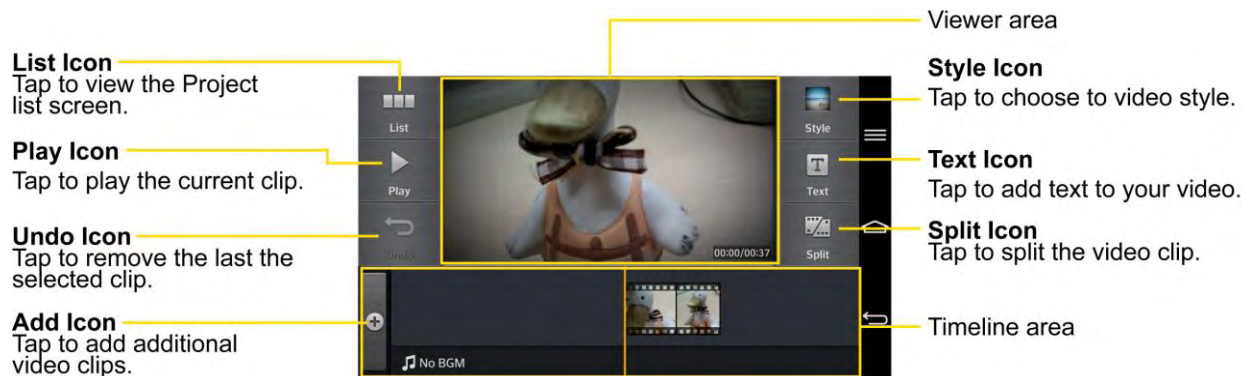 List Icon
Tap to view the Project
list screen.
Play Icon
Tap to play the current clip.
Undo Icon
Tap to remove the last the
selected clip.
Add Icon
Tap to add additional
video clips.
List
Play
Undo
00:00/00:37
No BGM
Style
Text
Split
Viewer area
Style Icon
Tap to choose to video style.
Text Icon
Tap to add text to your video.
Split Icon
Tap to split the video clip.
Timeline area